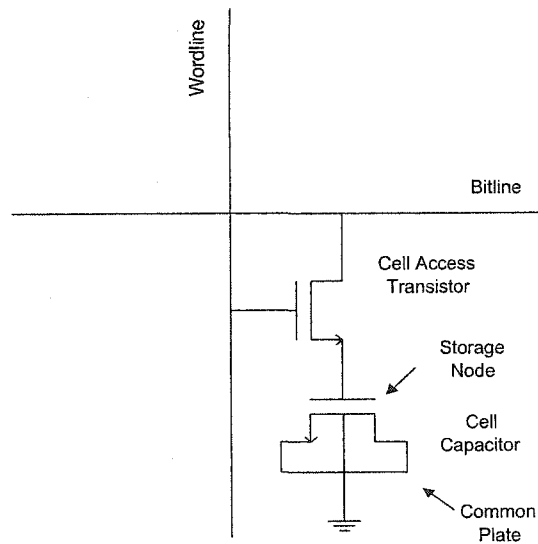 Wordline
Bitline
Cell Access
Transistor
Storage
Node
Cell
Capacitor
Common
Plate